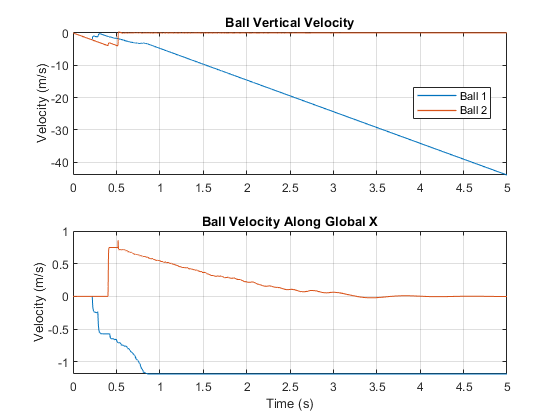 Ball Vertical Velocity
0
-10
-20
-30
-40
Velocity (m/s)
Ball 1
Ball 2
0 0.5 1 1.5 2 2.5 3 3.5 4 4.5 5
Ball Velocity Along Global X
1
0.5
0
-0.5
-1
Velocity (m/s)
0 0.5 1 1.5 2 2.5 3 3.5 4 4.5 5
Time (s)